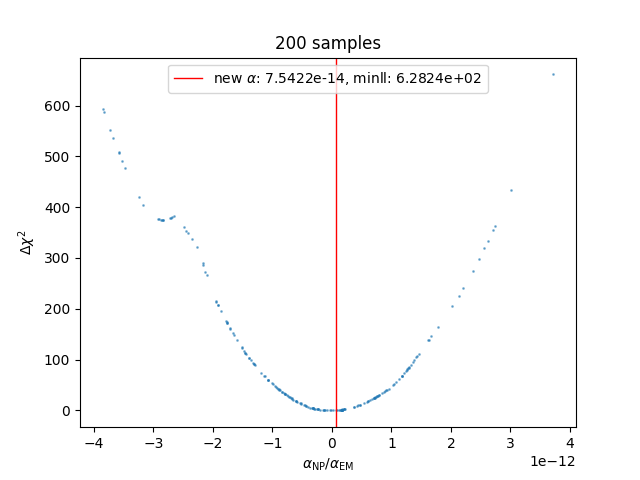 200 samples
new α: 7.5422e-14, minll: 6.2824e+02
Δχ²
600
500
400
300
200
100
0
−4 −3 −2 −1 0 1 2 3 4
1e−12
α_NP/α_EM